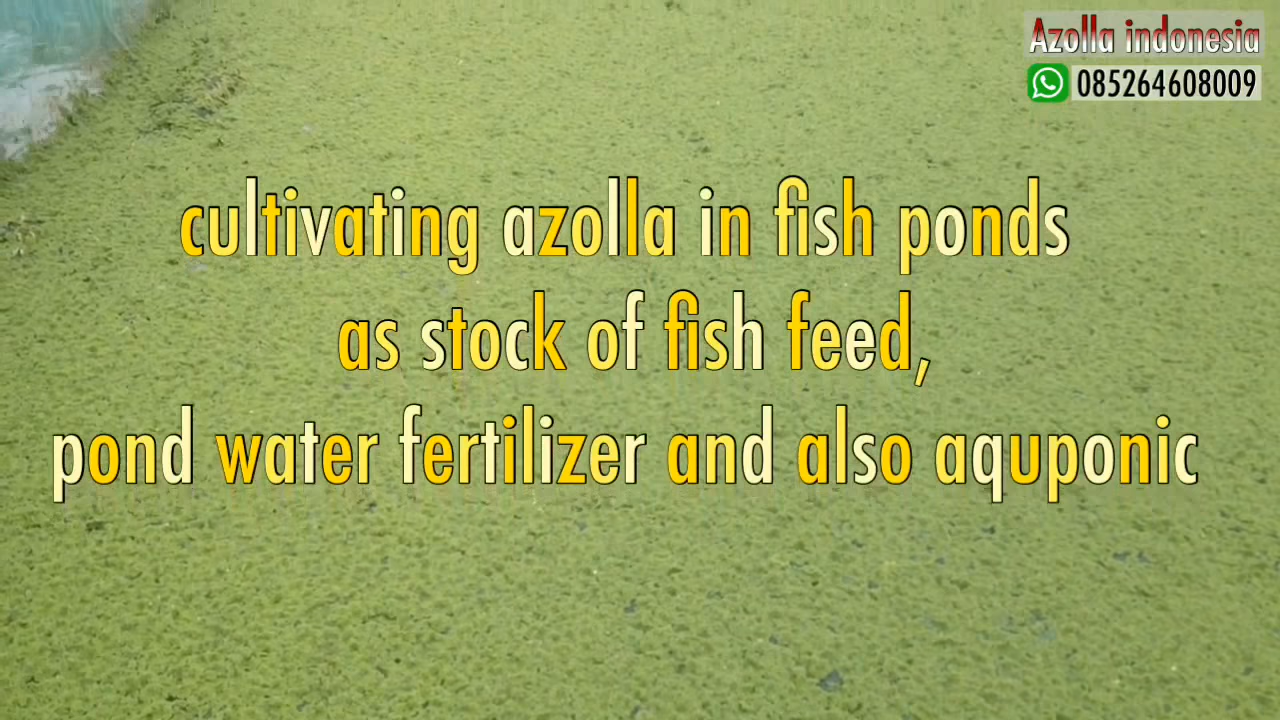 Azolla indonesia
085264608009
cultivating azolla in fish ponds
as stock of fish feed,
pond water fertilizer and also aquponic